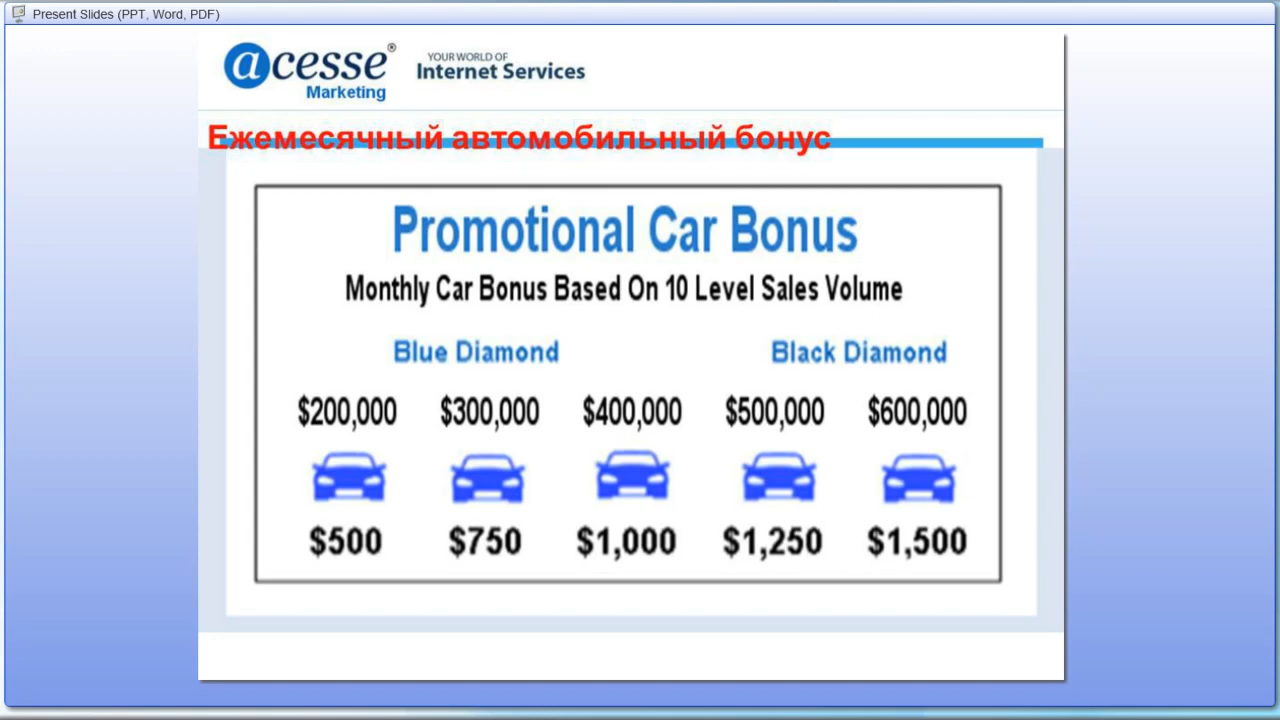 Present Slides (PPT, Word, PDF)
acesse®
Marketing
YOUR WORLD OF
Internet Services
Ежемесячный автомобильный бонус
Promotional Car Bonus
Monthly Car Bonus Based On 10 Level Sales Volume
Blue Diamond Black Diamond
$200,000 $300,000 $400,000 $500,000 $600,000
$500 $750 $1,000 $1,250 $1,500